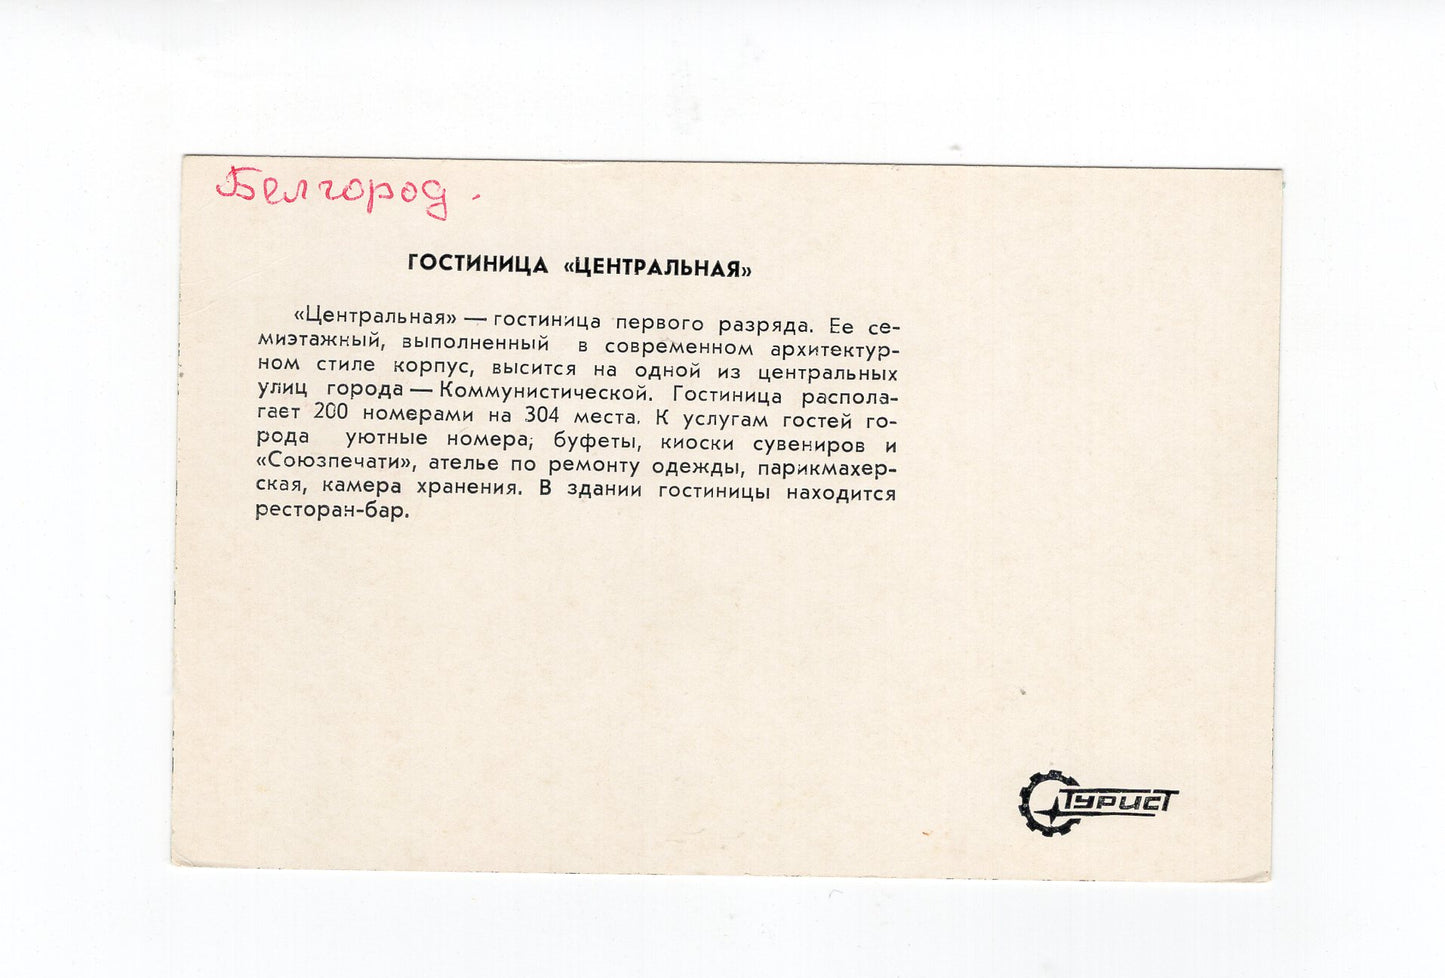 Белгород.
ГОСТИНИЦА «ЦЕНТРАЛЬНАЯ»
«Центральная» — гостиница первого разряда. Ее се-
миэтажный, выполненный в современном архитектур-
ном стиле корпус, высится на одной из центральных
улиц города — Коммунистической. Гостиница распола-
гает 200 номерами на 304 места. К услугам гостей го-
рода уютные номера; буфеты, киоски сувениров и
«Союзпечати», ателье по ремонту одежды, парикмахер-
ская, камера хранения. В здании гостиницы находится
ресторан-бар.
ТУРИСТ